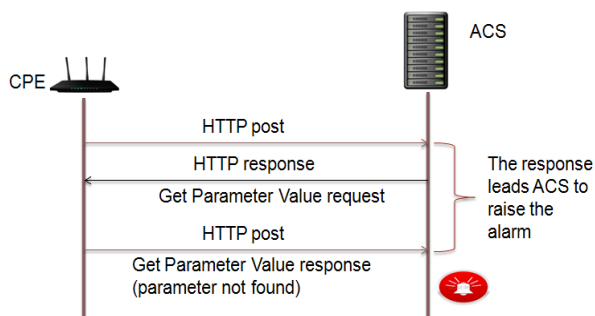 ACS
CPE
HTTP post
HTTP response
Get Parameter Value request
HTTP post
Get Parameter Value response
(parameter not found)
The response
leads ACS to
raise the
alarm